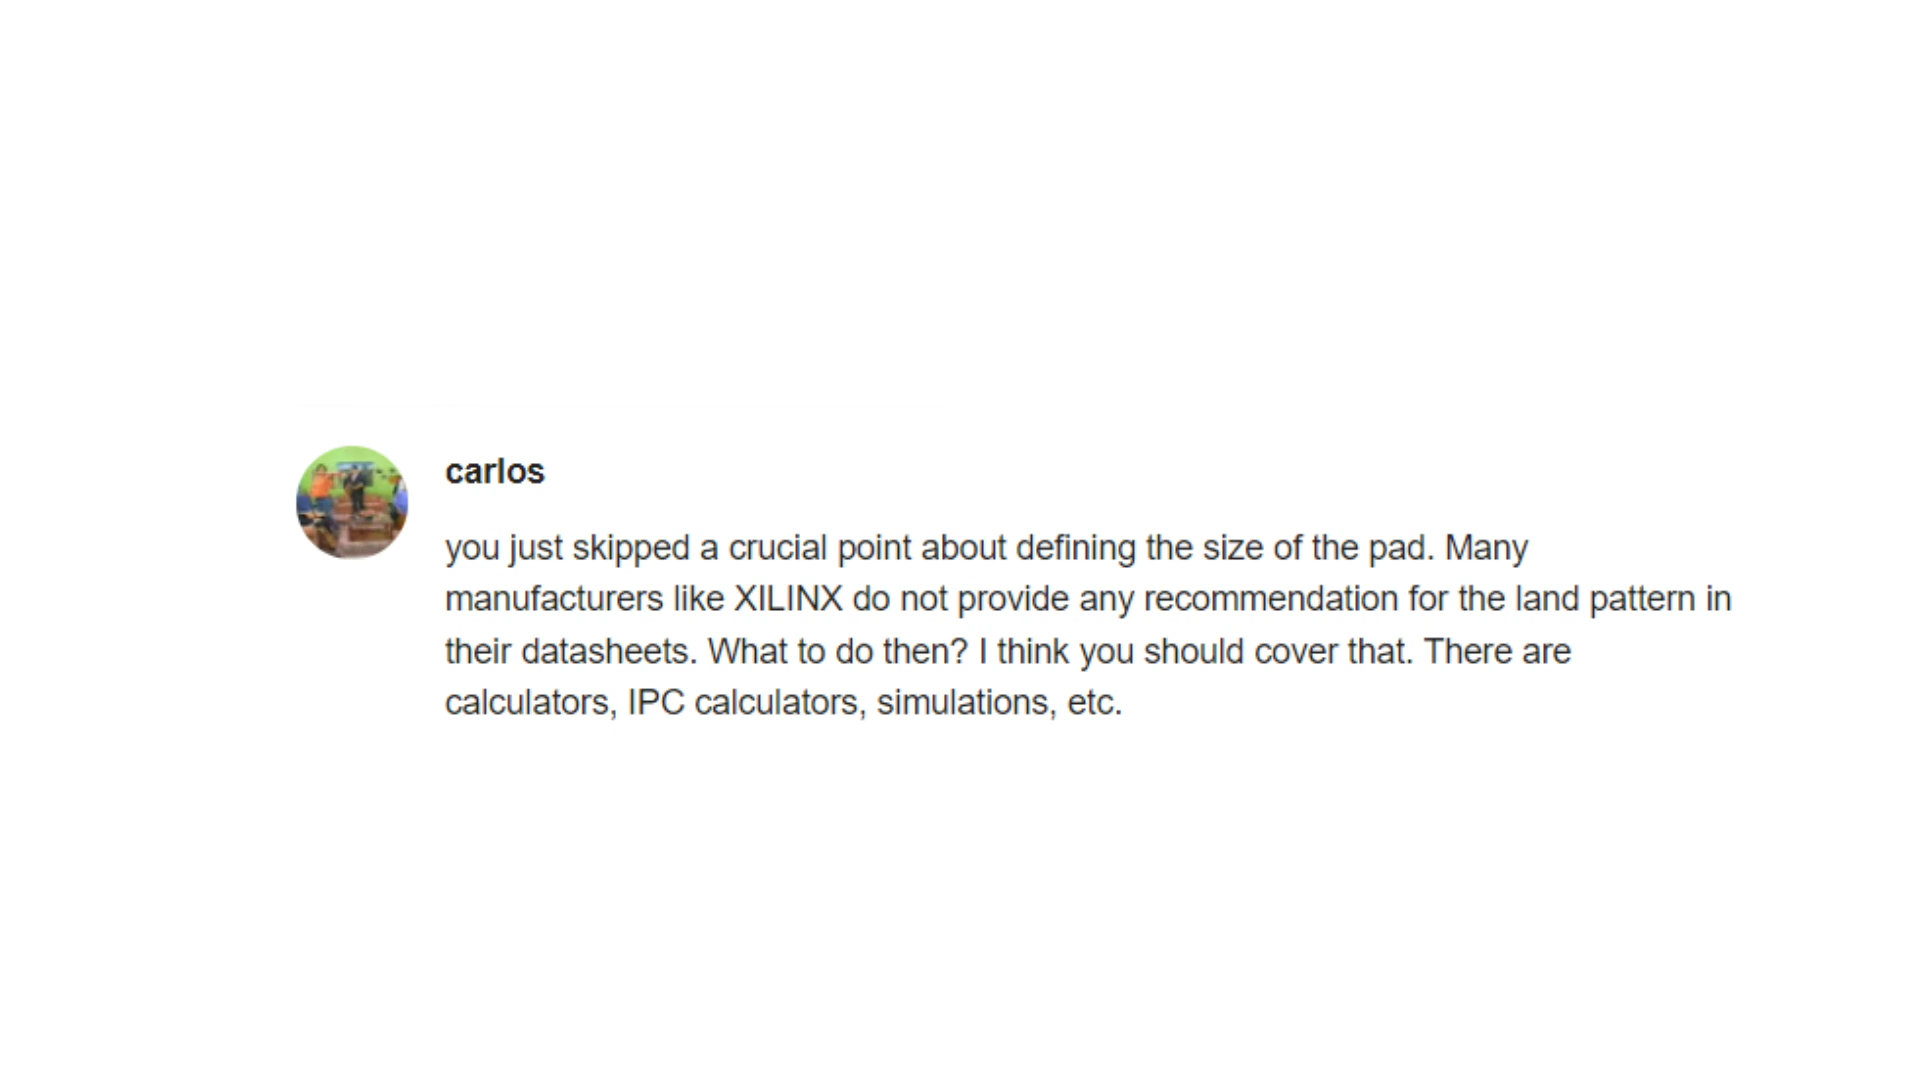 carlos
you just skipped a crucial point about defining the size of the pad. Many
manufacturers like XILINX do not provide any recommendation for the land pattern in
their datasheets. What to do then? I think you should cover that. There are
calculators, IPC calculators, simulations, etc.